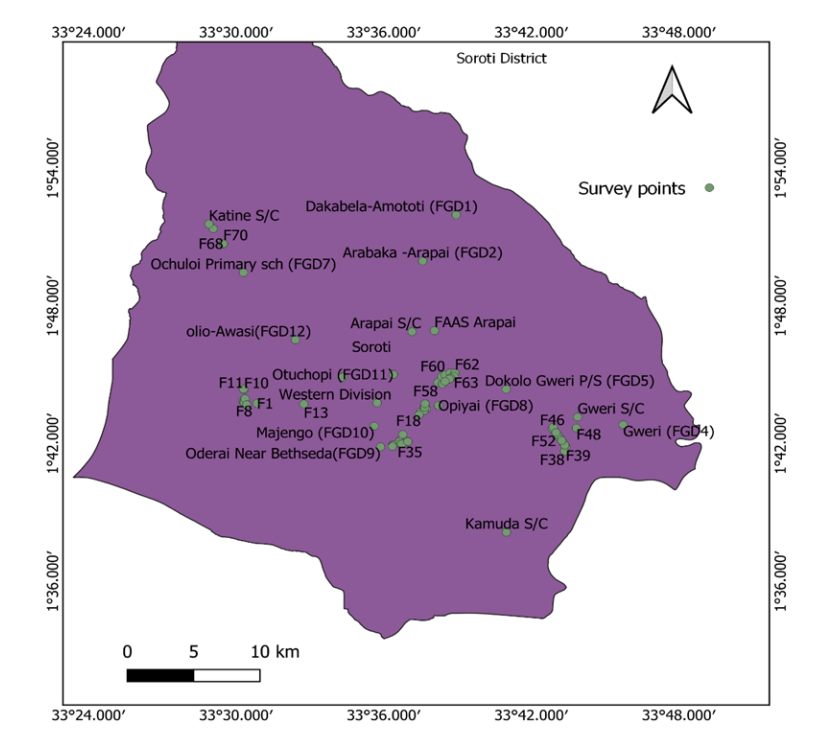 33°24.000′ 33°30.000′ 33°36.000′ 33°42.000′ 33°48.000′
Soroti District
1°54.000′ 1°54.000′
Survey points
Dakabela-Amototi (FGD1)
Katine S/C
F70
F68
Arabaka -Arapai (FGD2)
Ochuloi Primary sch (FGD7)
1°48.000′ 1°48.000′
Arapai S/C FAAS Arapai
olio-Awasi(FGD12)
Soroti
F60 F62
Otuchopi (FGD11)
F11 F10 F63 Dokolo Gweri P/S (FGD5)
F58
Western Division
F8 F1 F13 Opiyai (FGD8) Gweri S/C
F18 F46
Majengo (FGD10) F48 Gweri (FGD4)
F52
1°42.000′ 1°42.000′
Oderai Near Bethseda(FGD9) F35
F38 F39
Kamuda S/C
1°36.000′ 1°36.000′
0 5 10 km
33°24.000′ 33°30.000′ 33°36.000′ 33°42.000′ 33°48.000′